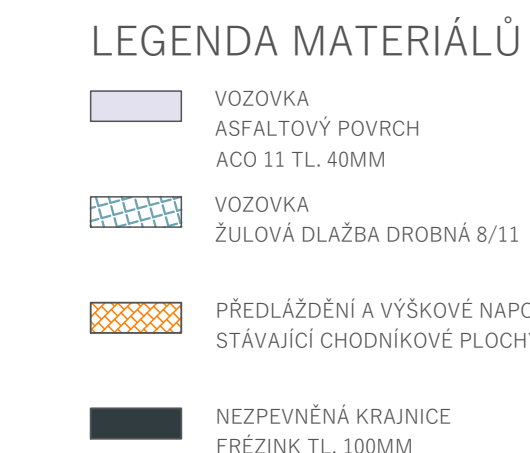 LEGENDA MATERIÁLŮ
VOZOVKA
ASFALTOVÝ POVRCH
ACO 11 TL. 40MM
VOZOVKA
ŽULOVÁ DLAŽBA DROBNÁ 8/11
PŘEDLÁŽDĚNÍ A VÝŠKOVÉ
STÁVAJÍCÍ CHODNÍKOVÉ
NEZPEVNĚNÁ KRAJNICE
FRÉZINK TL. 100MM